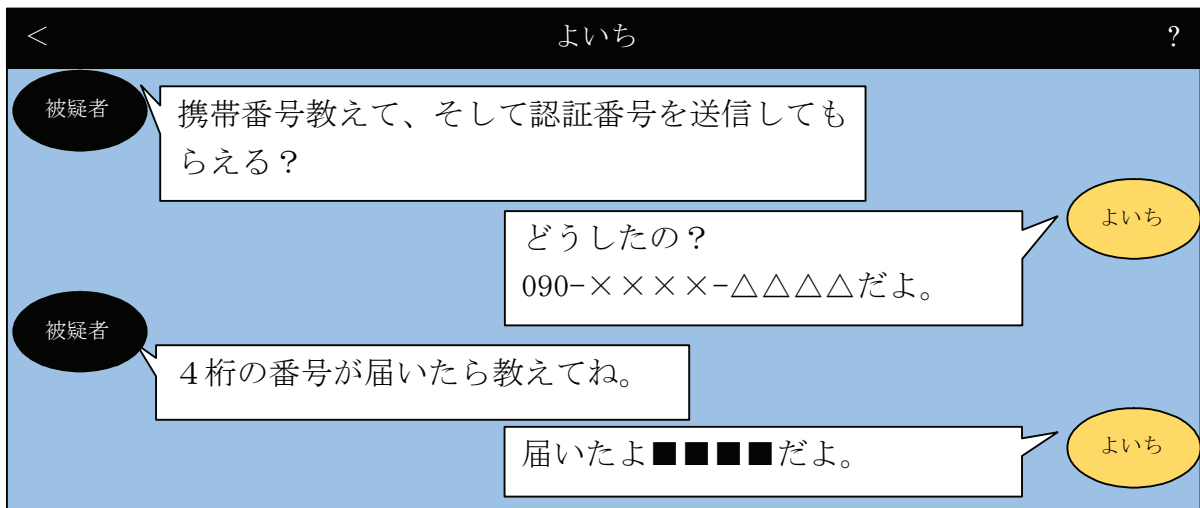 ＜ よいち ？
被疑者
携帯番号教えて、そして認証番号を送信しても
らえる？
よいち
どうしたの？
090-××××-△△△△だよ。
被疑者
４桁の番号が届いたら教えてね。
よいち
届いたよ■■■■だよ。